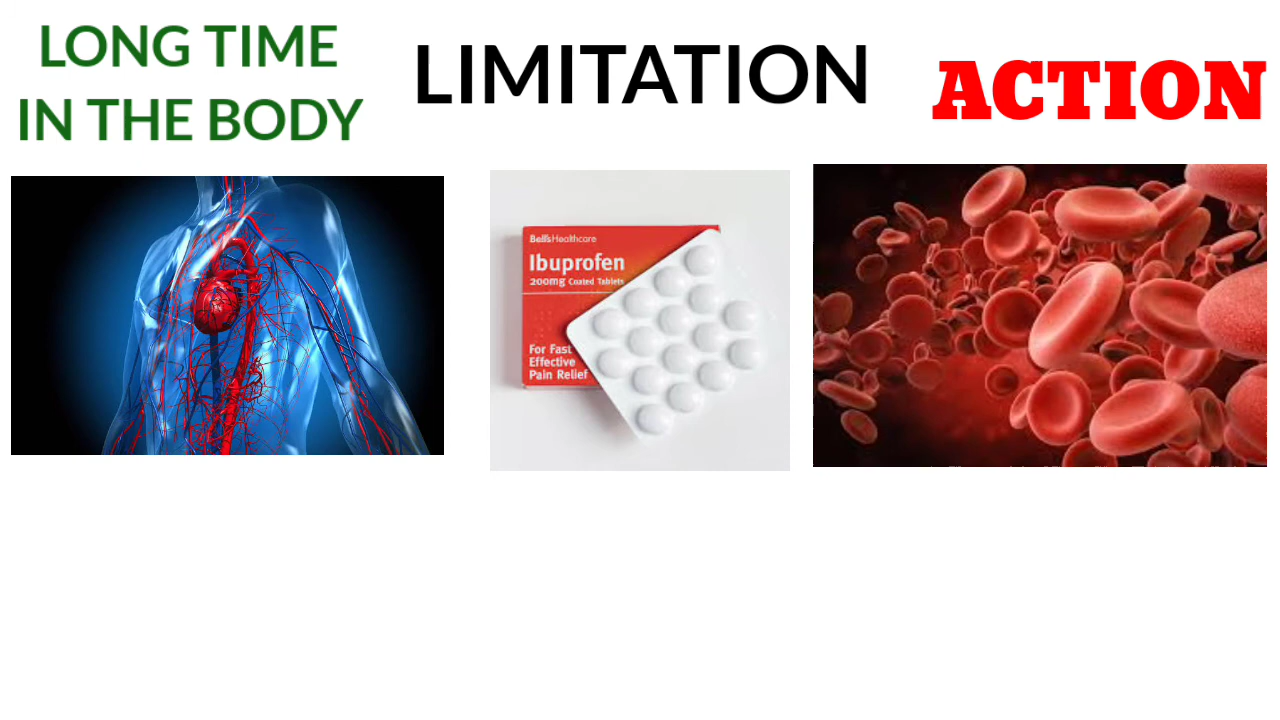 LONG TIME
IN THE BODY
LIMITATION
ACTION
Bell's Healthcare
Ibuprofen
200mg Coated Tablets
For Fast
Effective
Pain Relief